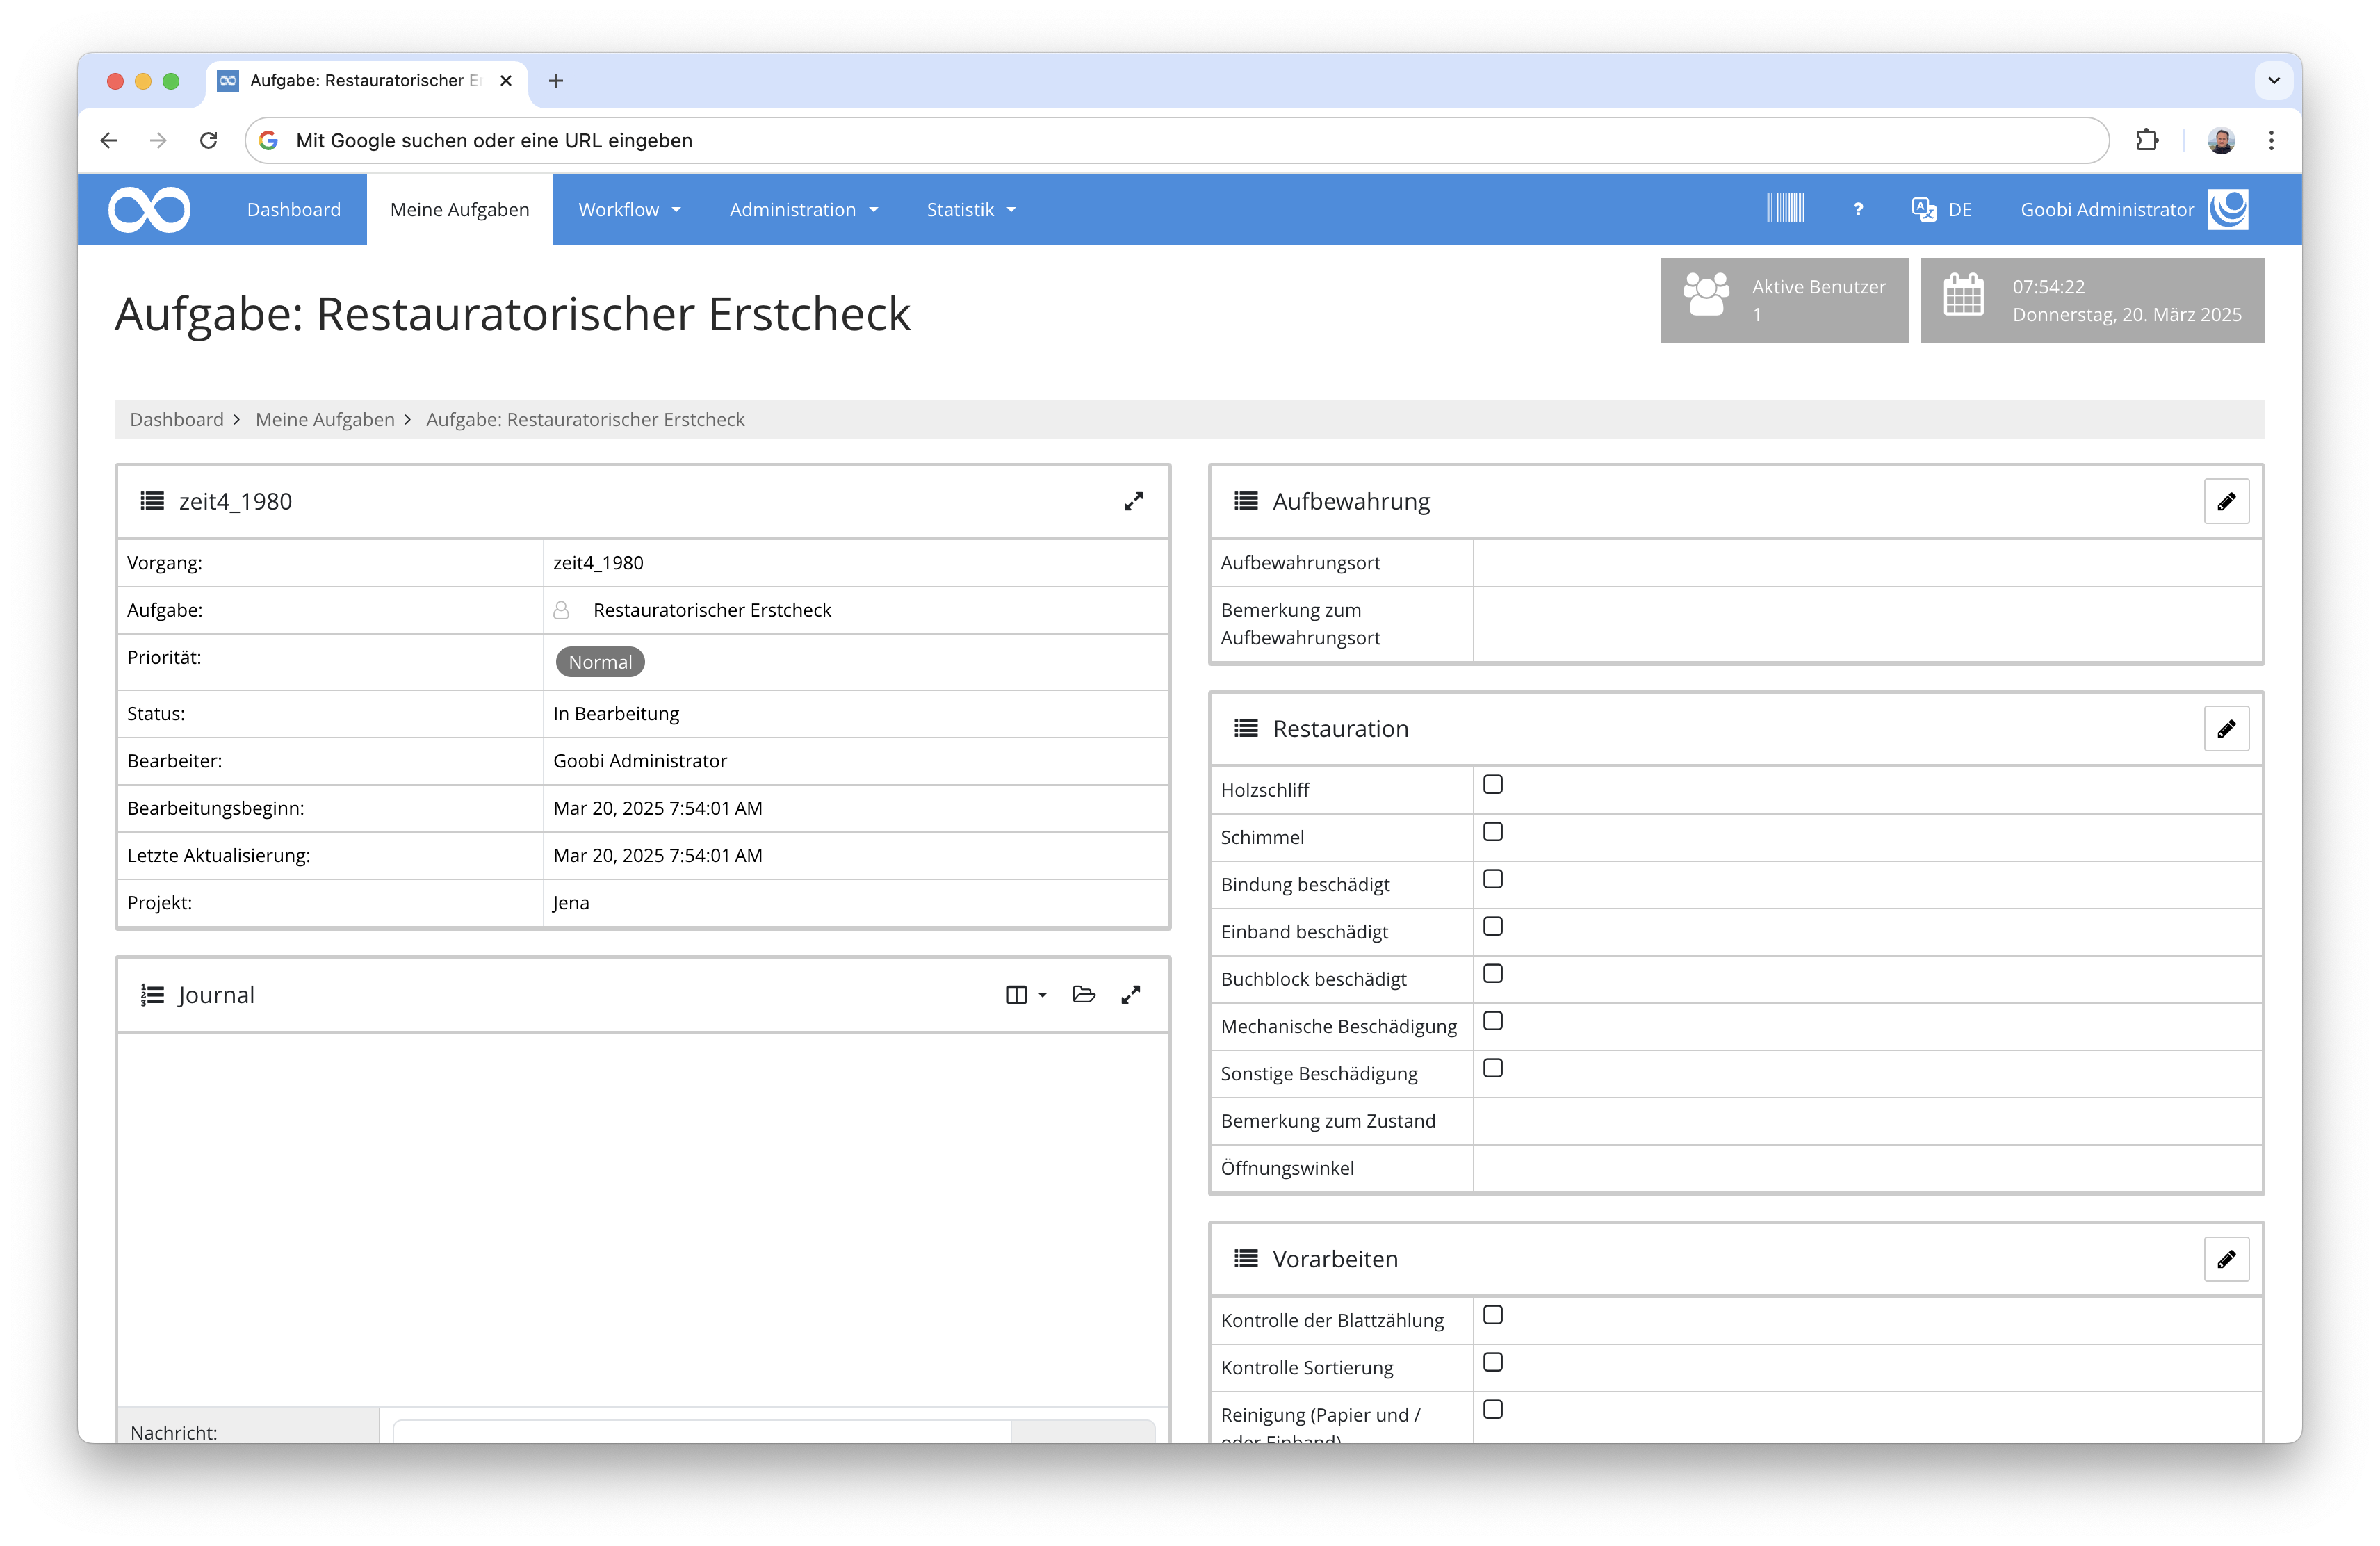 Aufgabe: Restauratorischer Er
Mit Google suchen oder eine URL eingeben
Dashboard
Meine Aufgaben
Workflow
Administration
Statistik
?
DE
Goobi Administrator
Aufgabe: Restauratorischer Erstcheck
Aktive Benutzer
1
07:54:22
Donnerstag, 20. März 2025
Dashboard > Meine Aufgaben > Aufgabe: Restauratorischer Erstcheck
zeit4_1980
Vorgang: zeit4_1980
Aufgabe: Restauratorischer Erstcheck
Priorität: Normal
Status: In Bearbeitung
Bearbeiter: Goobi Administrator
Bearbeitungsbeginn: Mar 20, 2025 7:54:01 AM
Letzte Aktualisierung: Mar 20, 2025 7:54:01 AM
Projekt: Jena
Journal
Nachricht:
Aufbewahrung
Aufbewahrungsort
Bemerkung zum
Aufbewahrungsort
Restauration
Holzschliff
Schimmel
Bindung beschädigt
Einband beschädigt
Buchblock beschädigt
Mechanische Beschädigung
Sonstige Beschädigung
Bemerkung zum Zustand
Öffnungswinkel
Vorarbeiten
Kontrolle der Blattzählung
Kontrolle Sortierung
Reinigung (Papier und /
oder Einband)